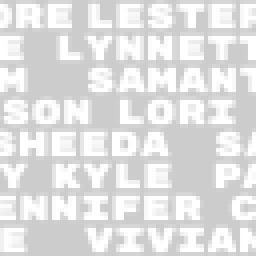 ORE LESTER
E LYNNETT
M SAMANT
SON LORI
SHEEDA SA
Y KYLE PA
ENNIFER C
E VIVIAN